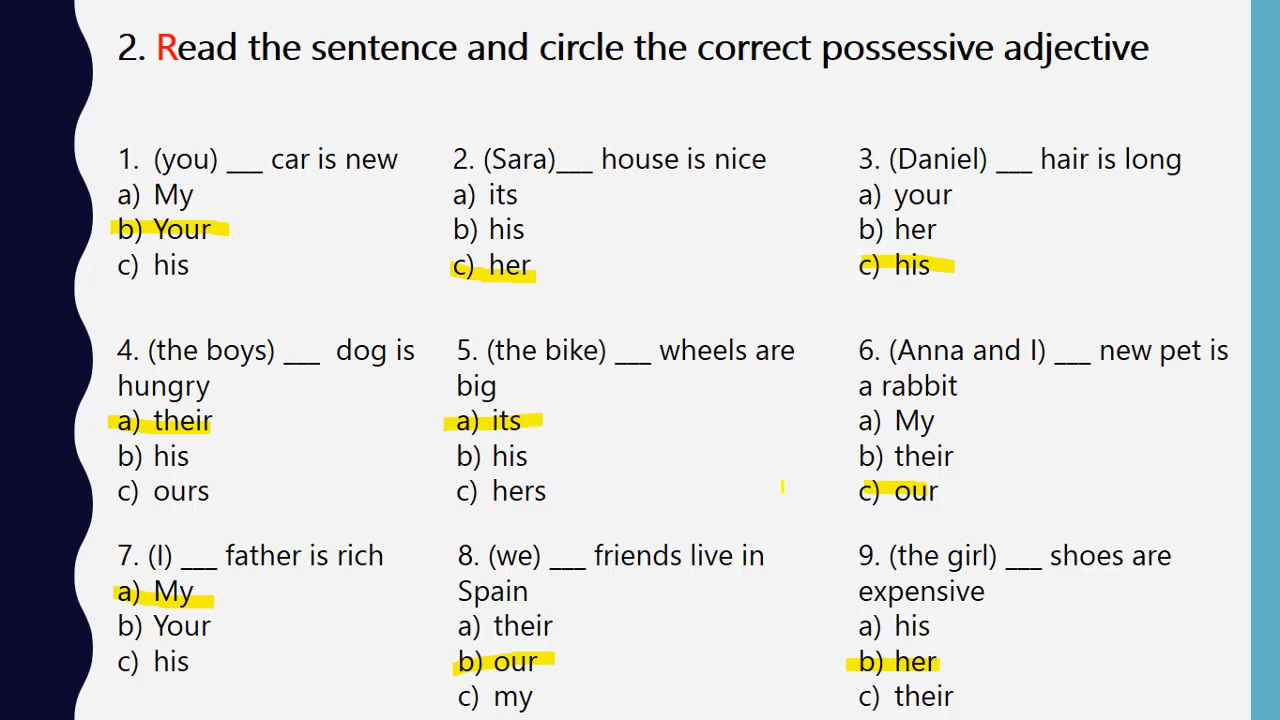 2. Read the sentence and circle the correct possessive adjective
1. (you) ___ car is new
a) My
b) Your
c) his
2. (Sara)___ house is nice
a) its
b) his
c) her
3. (Daniel) ___ hair is long
a) your
b) her
c) his
4. (the boys) ___ dog is
hungry
a) their
b) his
c) ours
5. (the bike) ___ wheels are
big
a) its
b) his
c) hers
6. (Anna and I) ___ new pet is
a rabbit
a) My
b) their
c) our
7. (I) ___ father is rich
a) My
b) Your
c) his
8. (we) ___ friends live in
Spain
a) their
b) our
c) my
9. (the girl) ___ shoes are
expensive
a) his
b) her
c) their